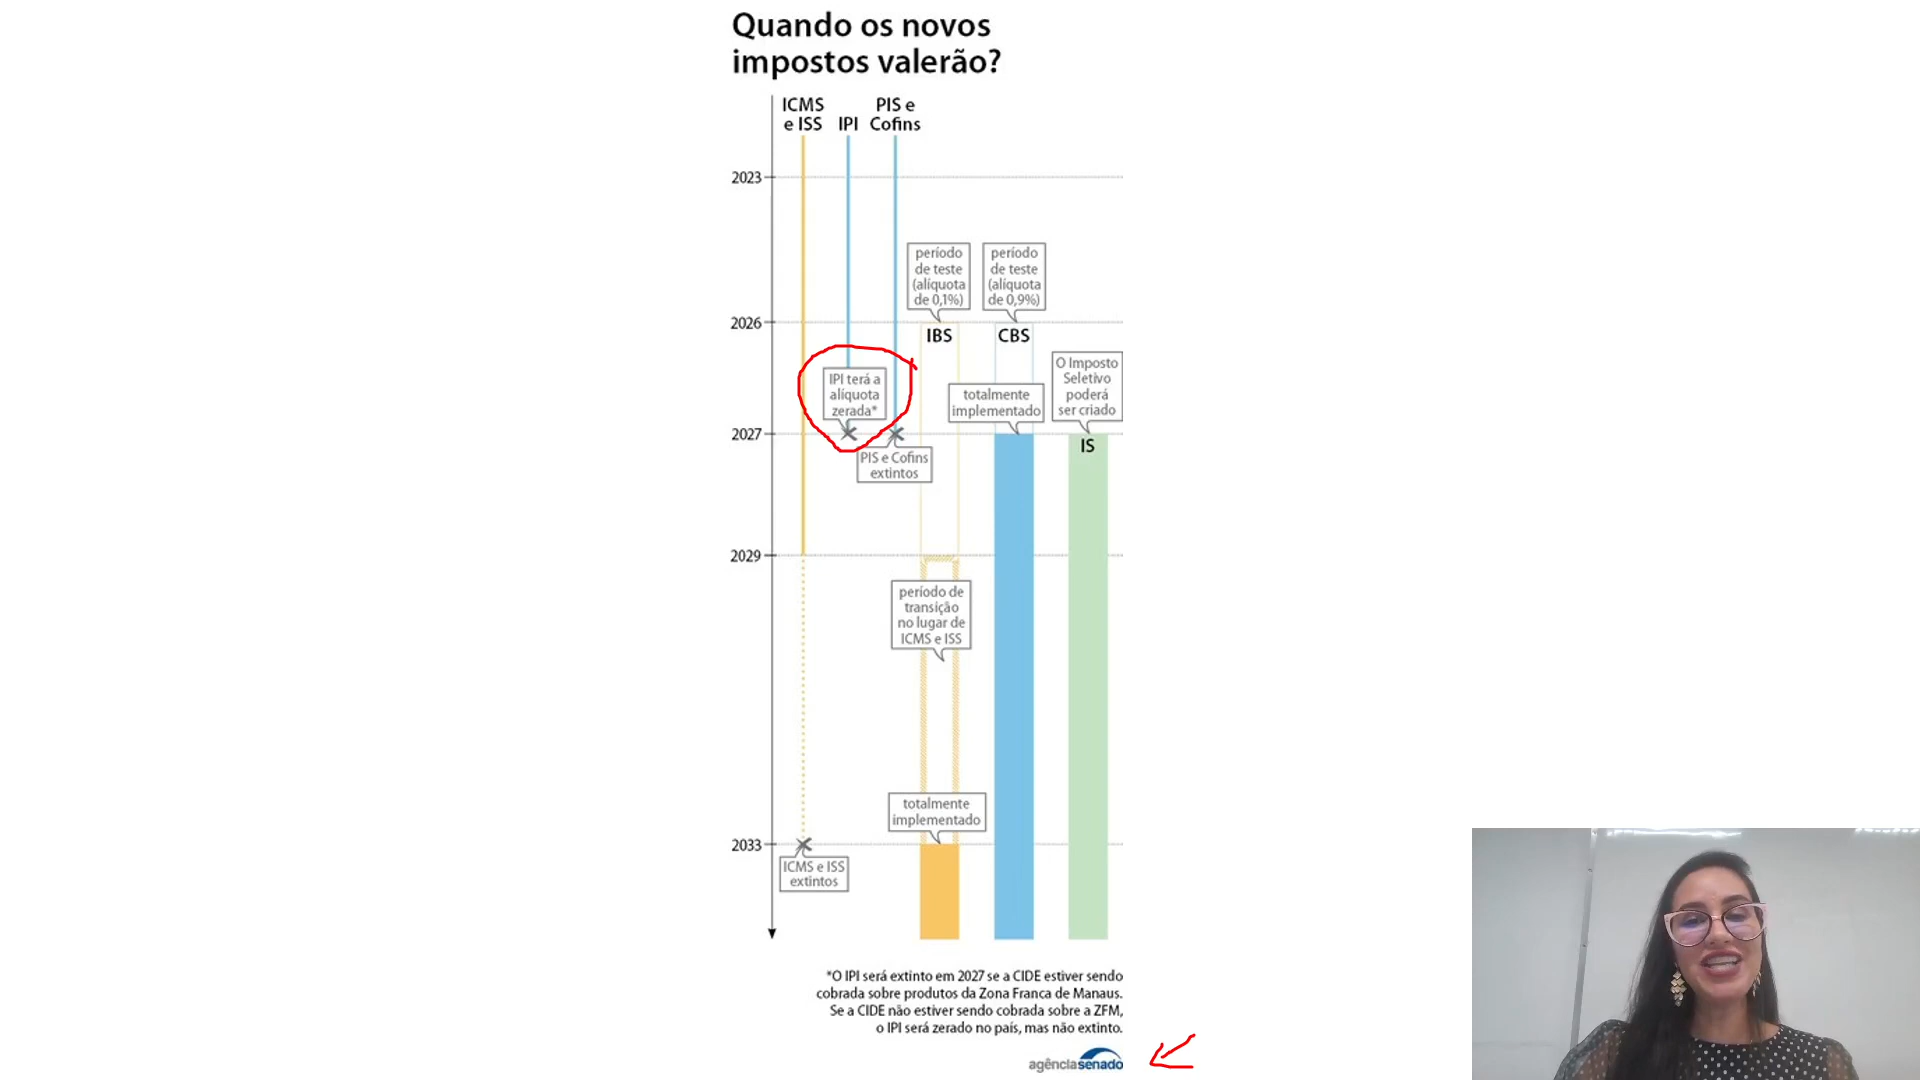 Quando os novos
impostos valerão?
ICMS
e ISS
IPI
PIS e
Cofins
2023
período
de teste
(alíquota
de 0,1%)
período
de teste
(alíquota
de 0,9%)
2026
IBS
CBS
O Imposto
Seletivo
poderá
ser criado
IPI terá a
alíquota
zerada*
totalmente
implementado
2027
IS
PIS e Cofins
extintos
2029
período de
transição
no lugar de
ICMS e ISS
totalmente
implementado
2033
ICMS e ISS
extintos
*O IPI será extinto em 2027 se a CIDE estiver sendo
cobrada sobre produtos da Zona Franca de Manaus.
Se a CIDE não estiver sendo cobrada sobre a ZFM,
o IPI será zerado no país, mas não extinto.
agênciasenado